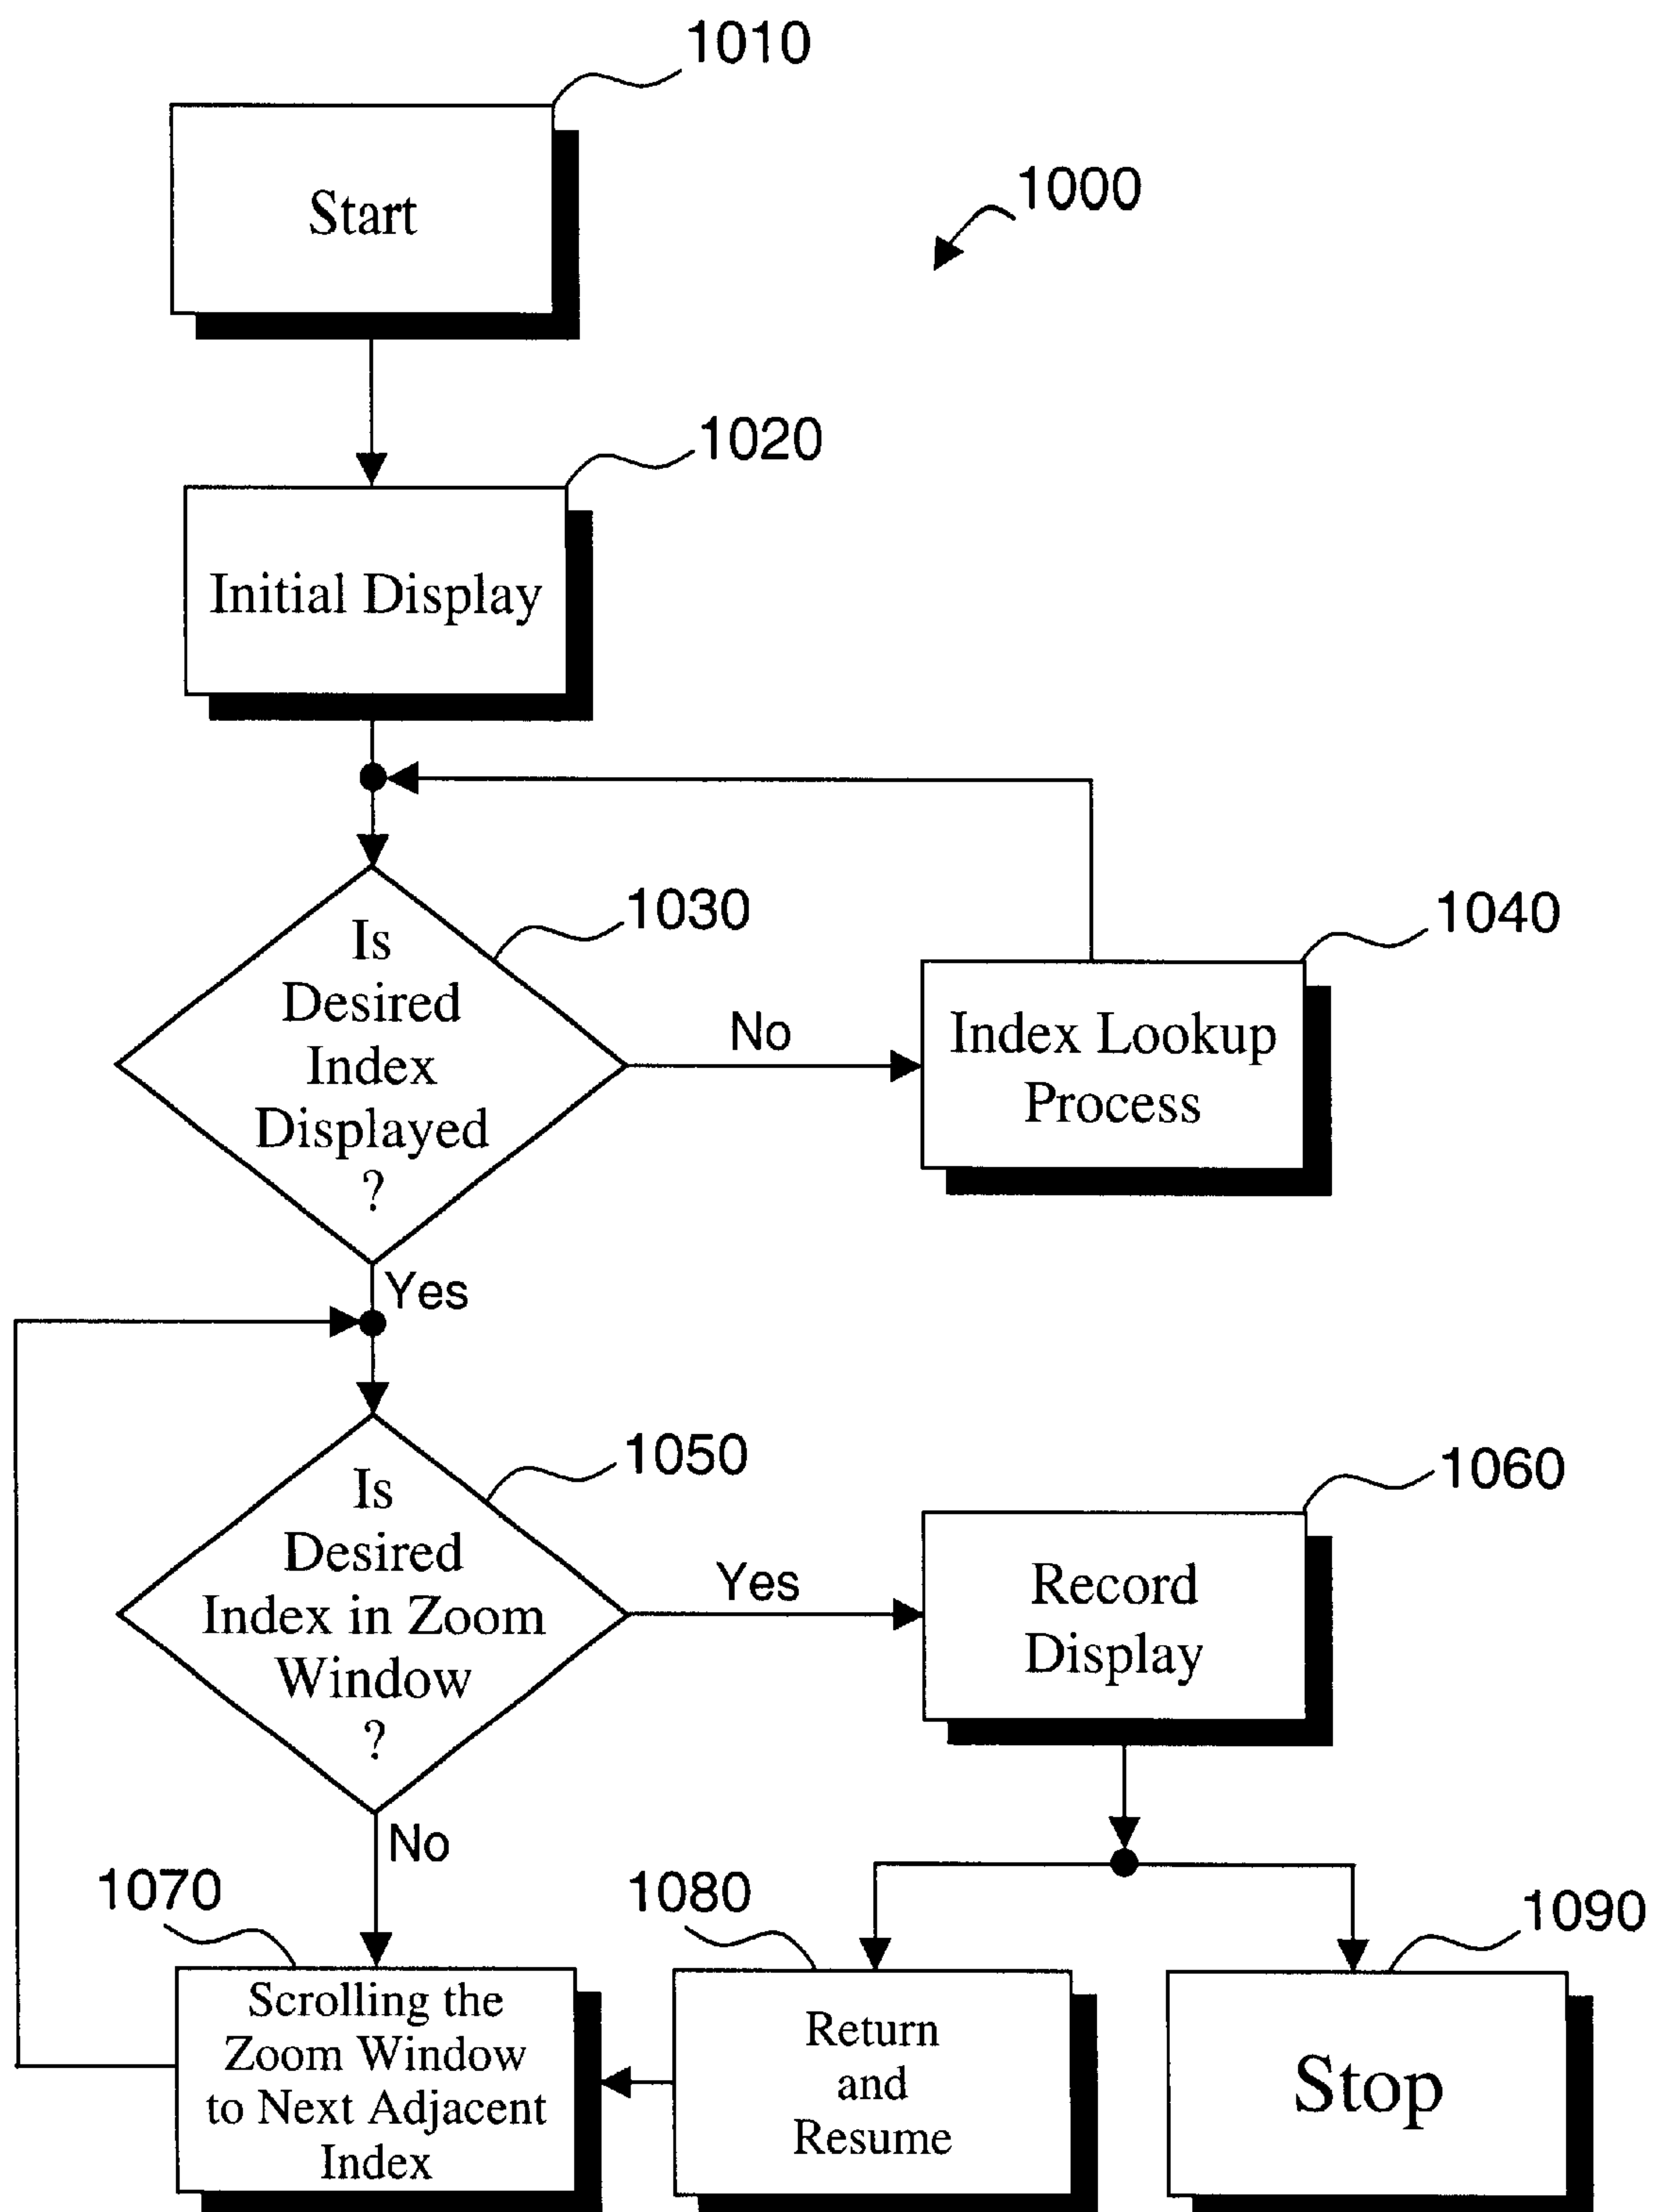 1010
Start
1000
1020
Initial Display
1030
Is
Desired
Index
Displayed
?
No
1040
Index Lookup
Process
Yes
1050
Is
Desired
Index in Zoom
Window
?
Yes
1060
Record
Display
No
1070
Scrolling the
Zoom Window
to Next Adjacent
Index
1080
Return
and
Resume
1090
Stop